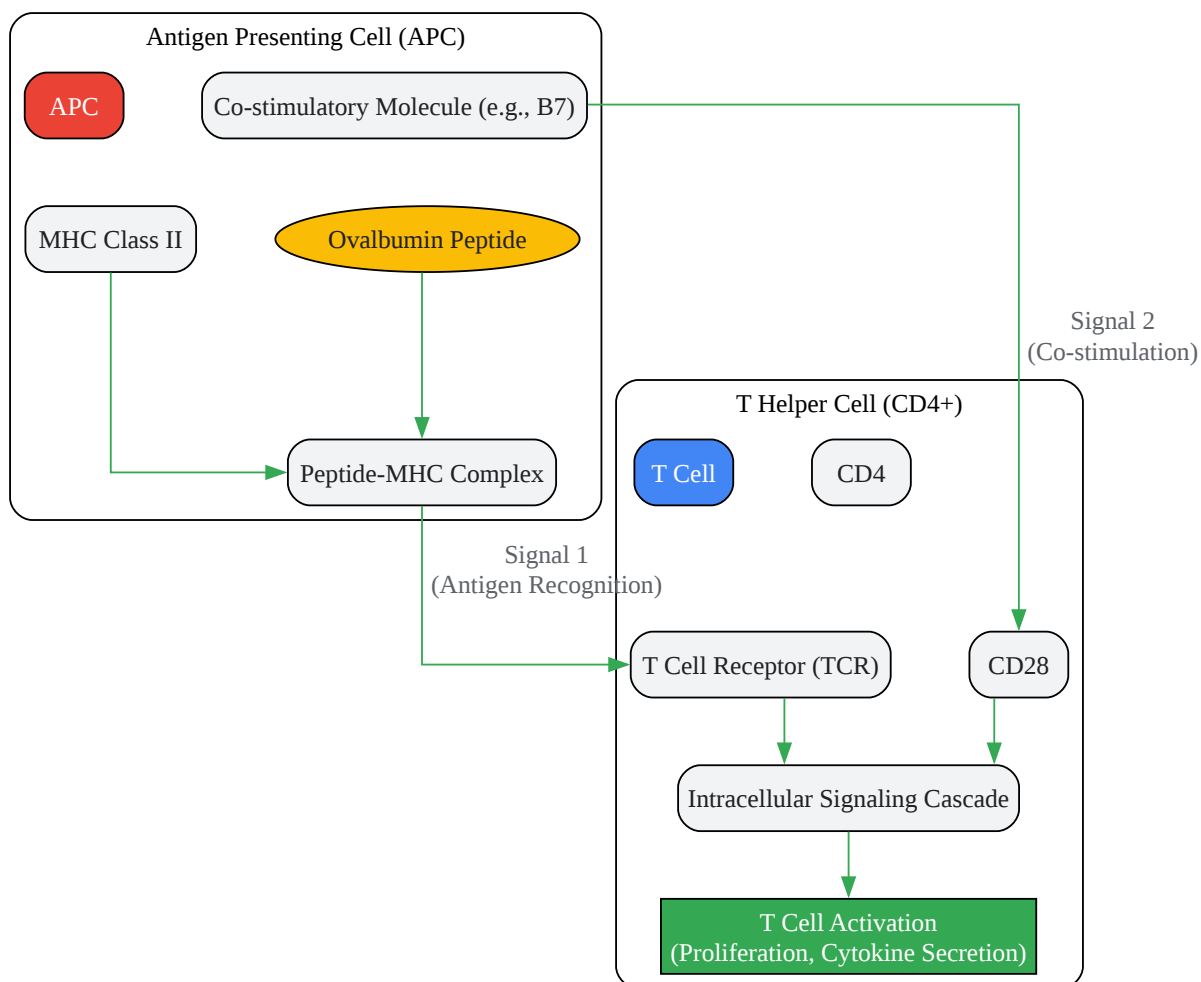 Antigen Presenting Cell (APC)
APC
Co-stimulatory Molecule (e.g., B7)
MHC Class II
Ovalbumin Peptide
Signal 2
(Co-stimulation)
T Helper Cell (CD4+)
Peptide-MHC Complex
T Cell
CD4
Signal 1
(Antigen Recognition)
T Cell Receptor (TCR)
CD28
Intracellular Signaling Cascade
T Cell Activation
(Proliferation, Cytokine Secretion)